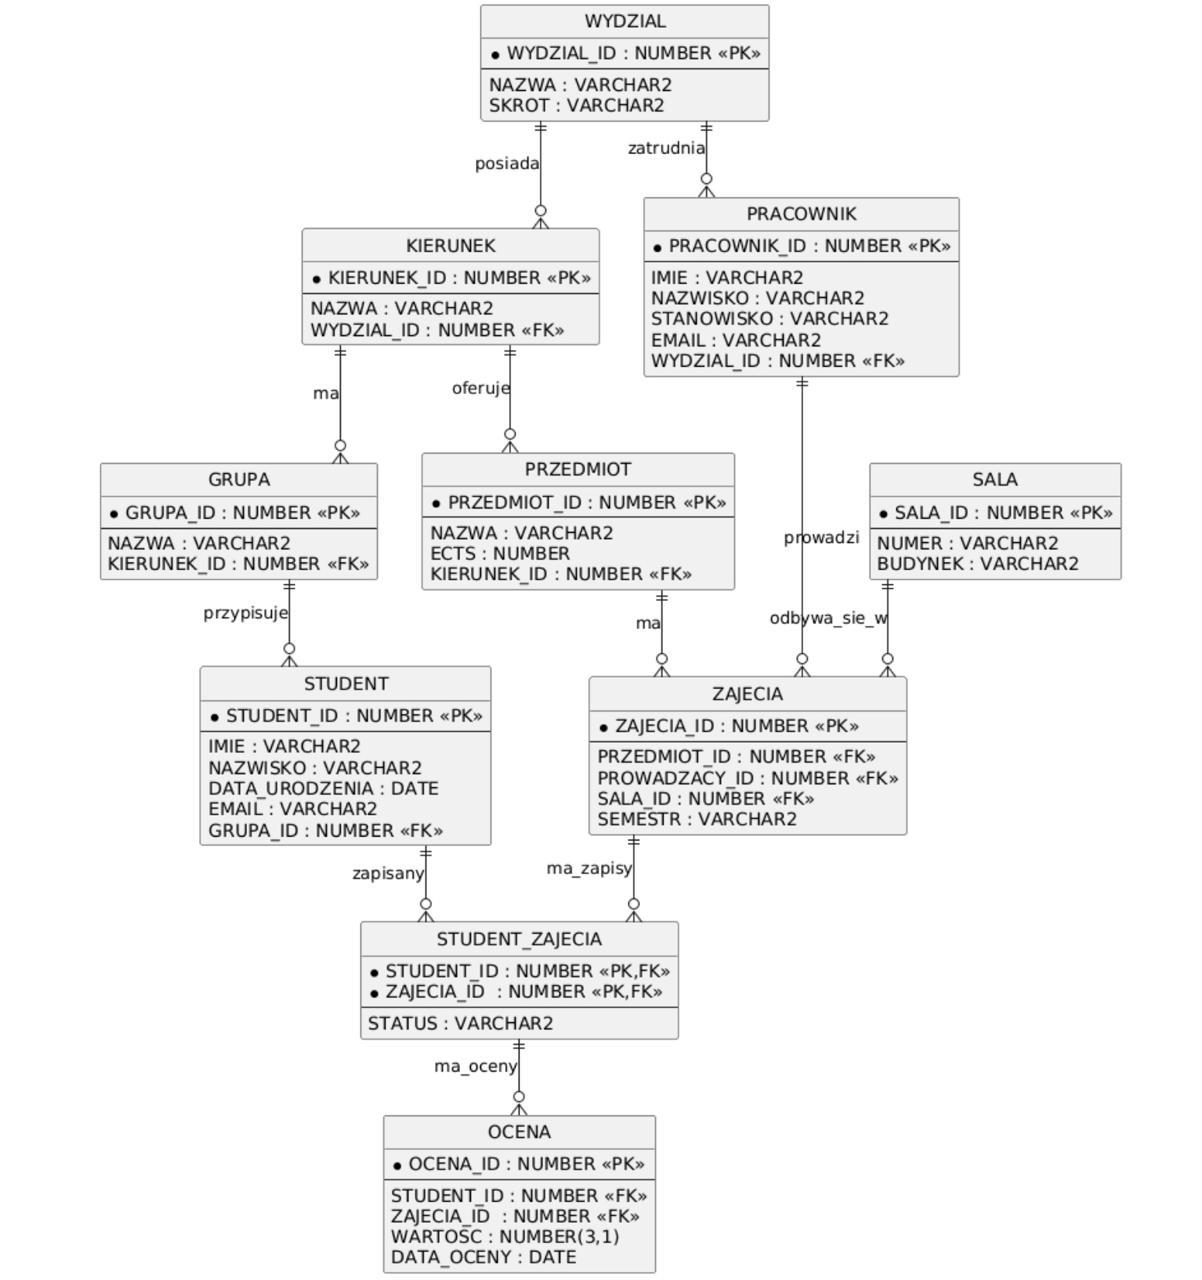 WYDZIAL
WYDZIAL_ID : NUMBER «PK»
NAZWA : VARCHAR2
SKROT : VARCHAR2
posiada
zatrudnia
PRACOWNIK
PRACOWNIK_ID : NUMBER «PK»
IMIE : VARCHAR2
NAZWISKO : VARCHAR2
STANOWISKO : VARCHAR2
EMAIL : VARCHAR2
WYDZIAL_ID : NUMBER «FK»
KIERUNEK
KIERUNEK_ID : NUMBER «PK»
NAZWA : VARCHAR2
WYDZIAL_ID : NUMBER «FK»
ma
oferuje
GRUPA
GRUPA_ID : NUMBER «PK»
NAZWA : VARCHAR2
KIERUNEK_ID : NUMBER «FK»
PRZEDMIOT
PRZEDMIOT_ID : NUMBER «PK»
NAZWA : VARCHAR2
ECTS : NUMBER
KIERUNEK_ID : NUMBER «FK»
prowadzi
SALA
SALA_ID : NUMBER «PK»
NUMER : VARCHAR2
BUDYNEK : VARCHAR2
przypisuje
ma
odbywa_sie_w
STUDENT
STUDENT_ID : NUMBER «PK»
IMIE : VARCHAR2
NAZWISKO : VARCHAR2
DATA_URODZENIA : DATE
EMAIL : VARCHAR2
GRUPA_ID : NUMBER «FK»
ZAJECIA
ZAJECIA_ID : NUMBER «PK»
PRZEDMIOT_ID : NUMBER «FK»
PROWADZACY_ID : NUMBER «FK»
SALA_ID : NUMBER «FK»
SEMESTR : VARCHAR2
zapisany
ma_zapisy
STUDENT_ZAJECIA
STUDENT_ID : NUMBER «PK,FK»
ZAJECIA_ID : NUMBER «PK,FK»
STATUS : VARCHAR2
ma_oceny
OCENA
OCENA_ID : NUMBER «PK»
STUDENT_ID : NUMBER «FK»
ZAJECIA_ID : NUMBER «FK»
WARTOSC : NUMBER(3,1)
DATA_OCENY : DATE